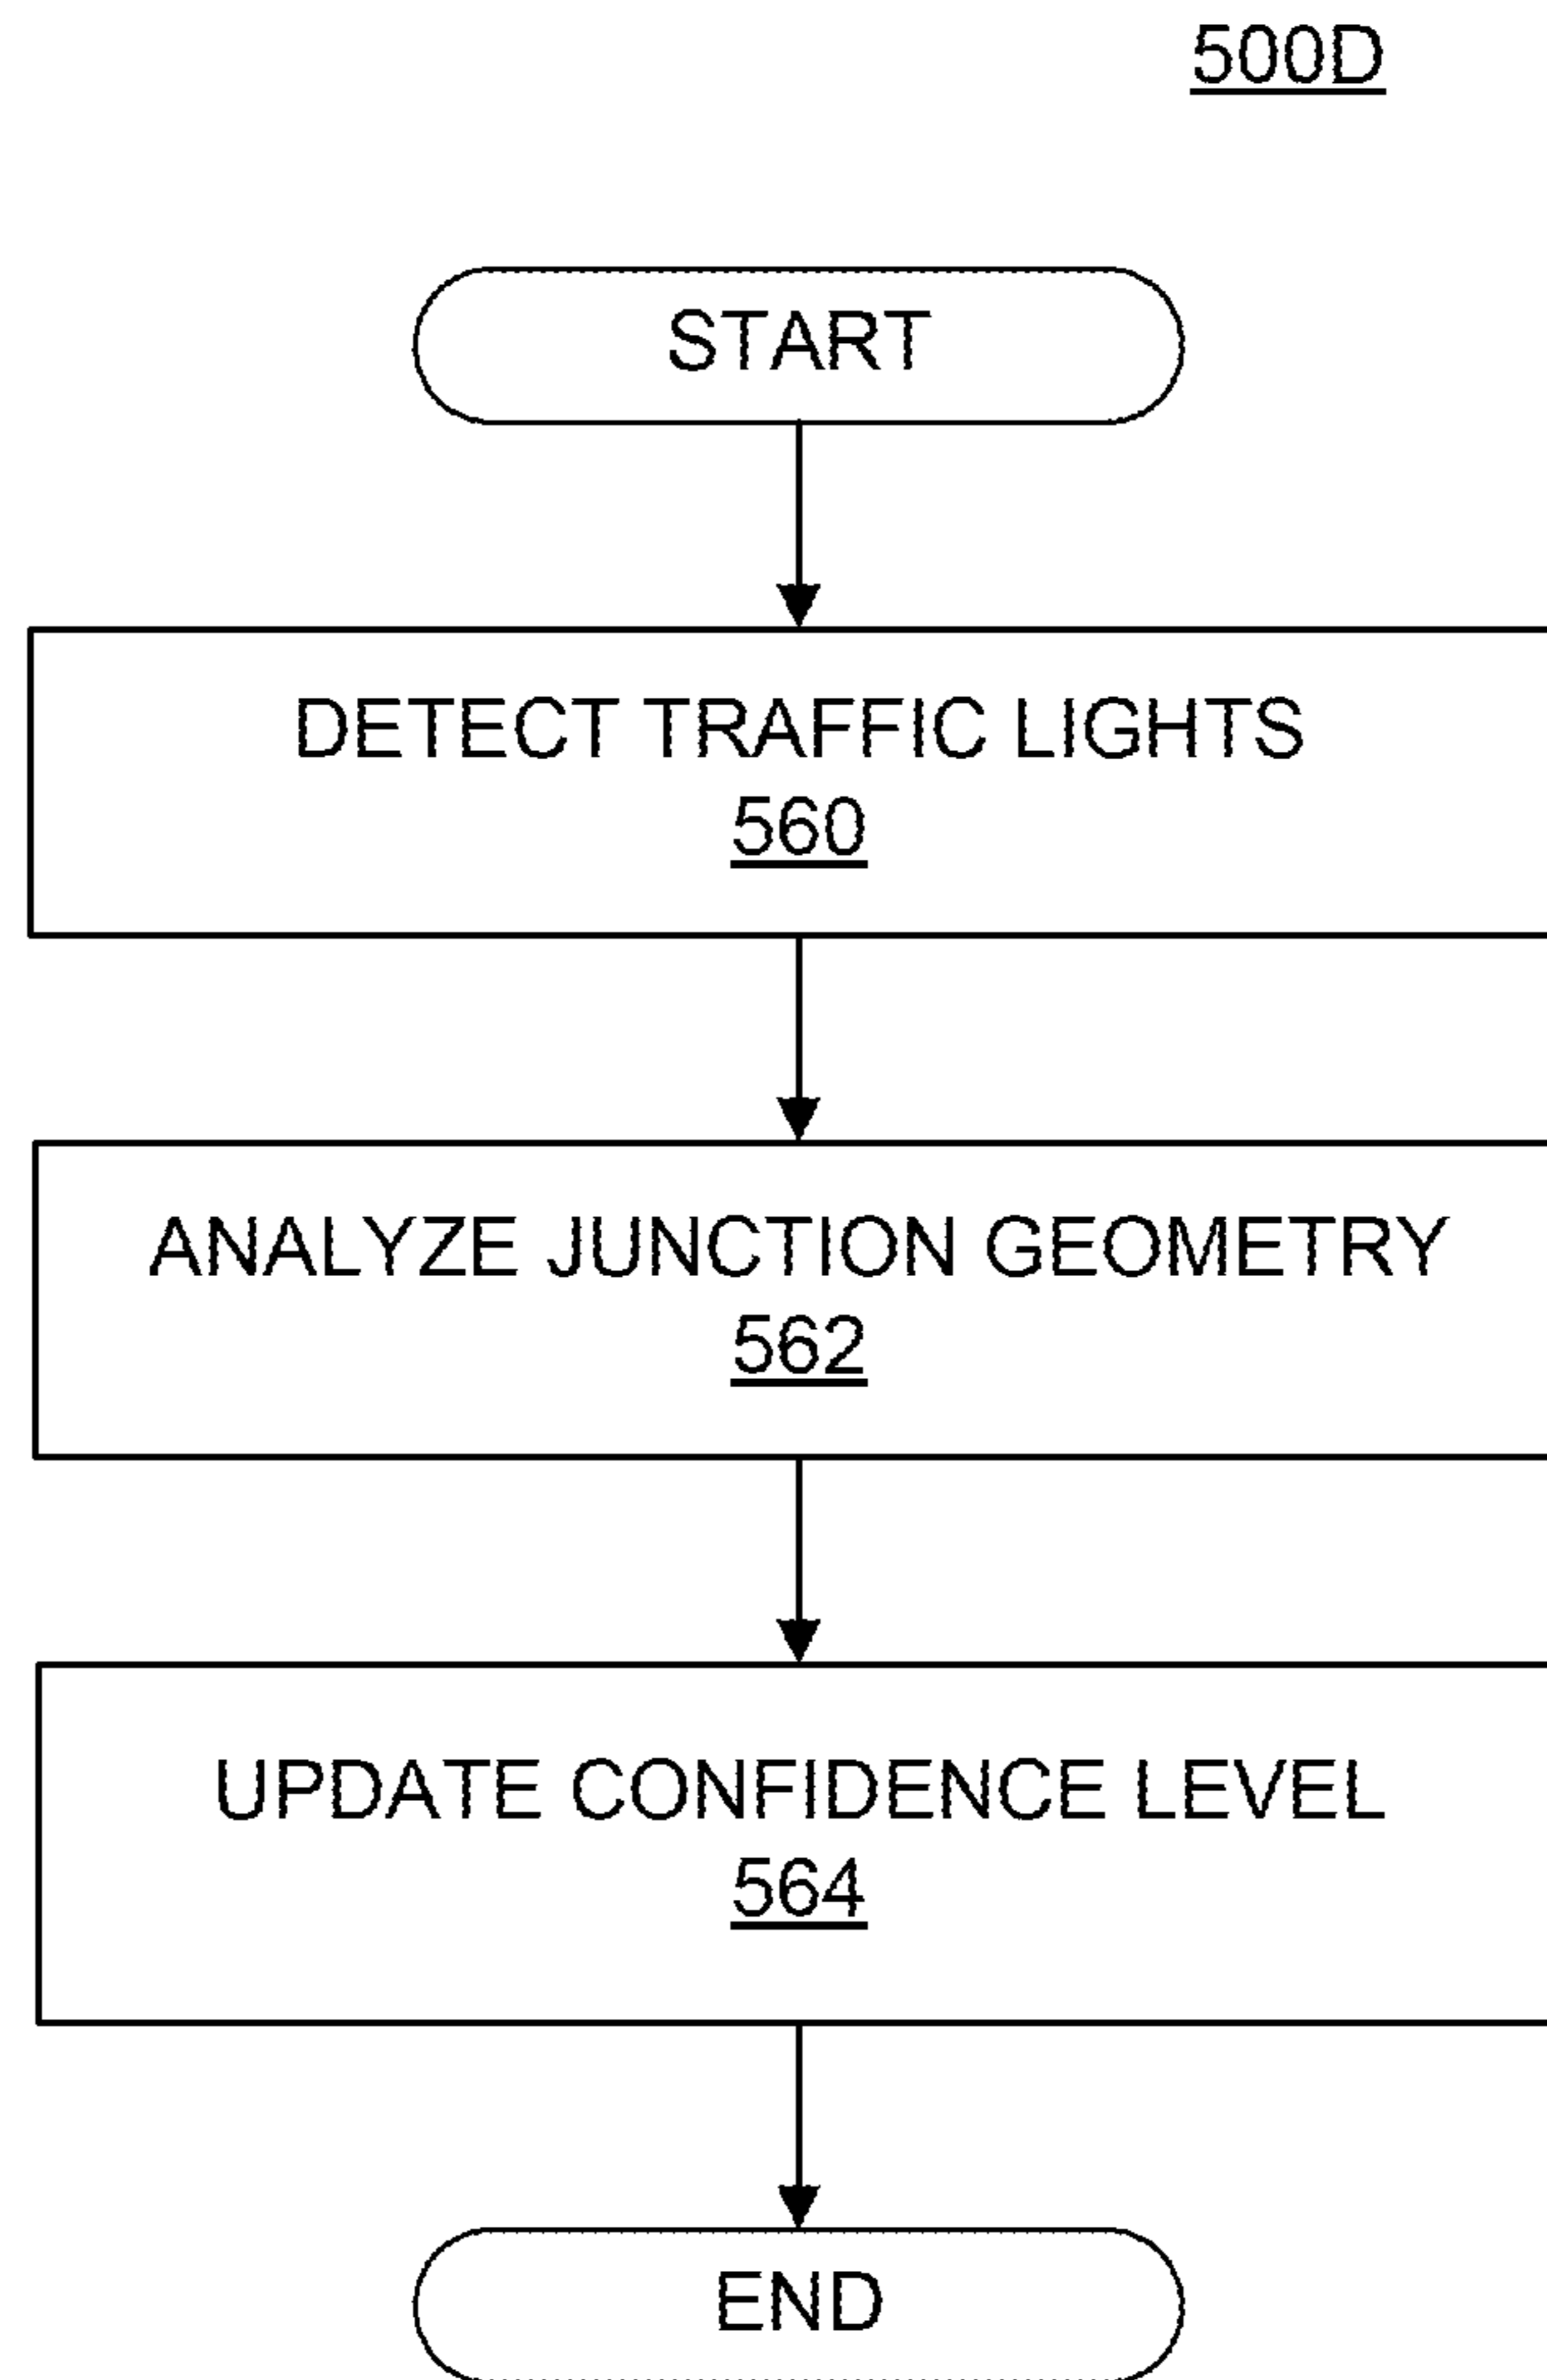 500D
START
DETECT TRAFFIC LIGHTS
560
ANALYZE JUNCTION GEOMETRY
562
UPDATE CONFIDENCE LEVEL
564
END